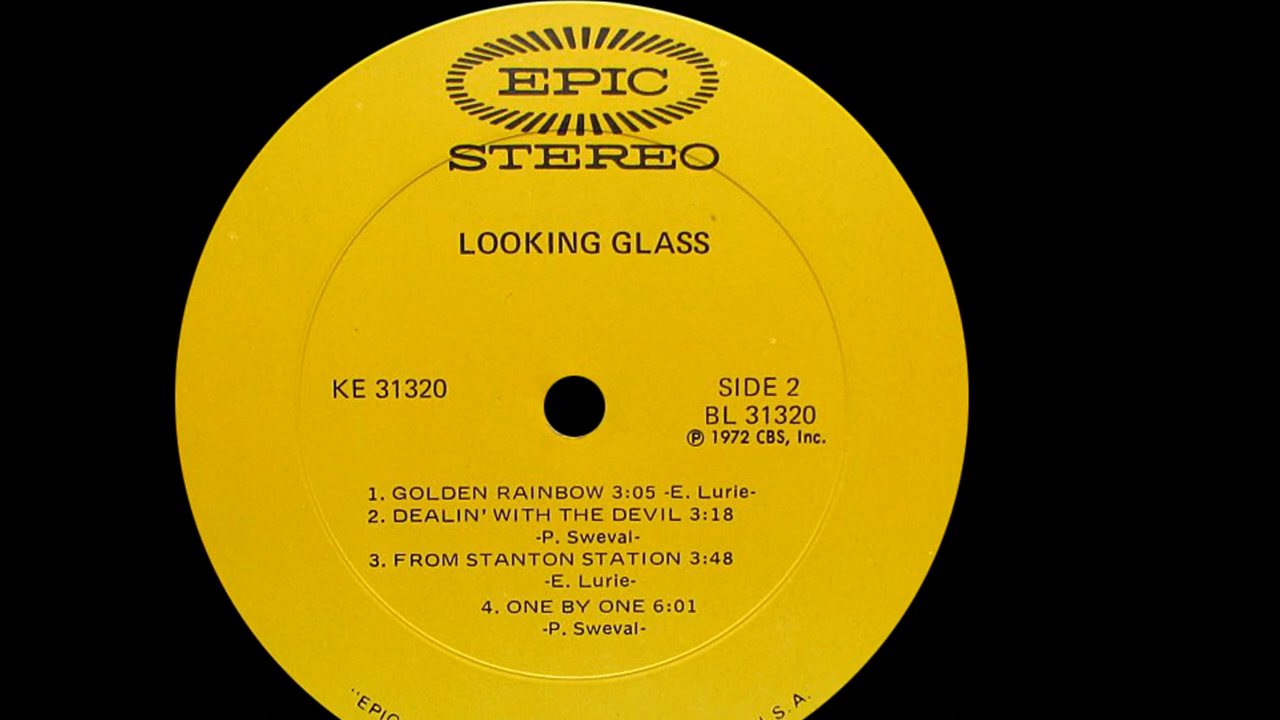 EPIC
STEREO
LOOKING GLASS
KE 31320
SIDE 2
BL 31320
℗ 1972 CBS, Inc.
1. GOLDEN RAINBOW 3:05 -E. Lurie-
2. DEALIN' WITH THE DEVIL 3:18
-P. Sweval-
3. FROM STANTON STATION 3:48
-E. Lurie-
4. ONE BY ONE 6:01
-P. Sweval-
"EPIC
S.A.